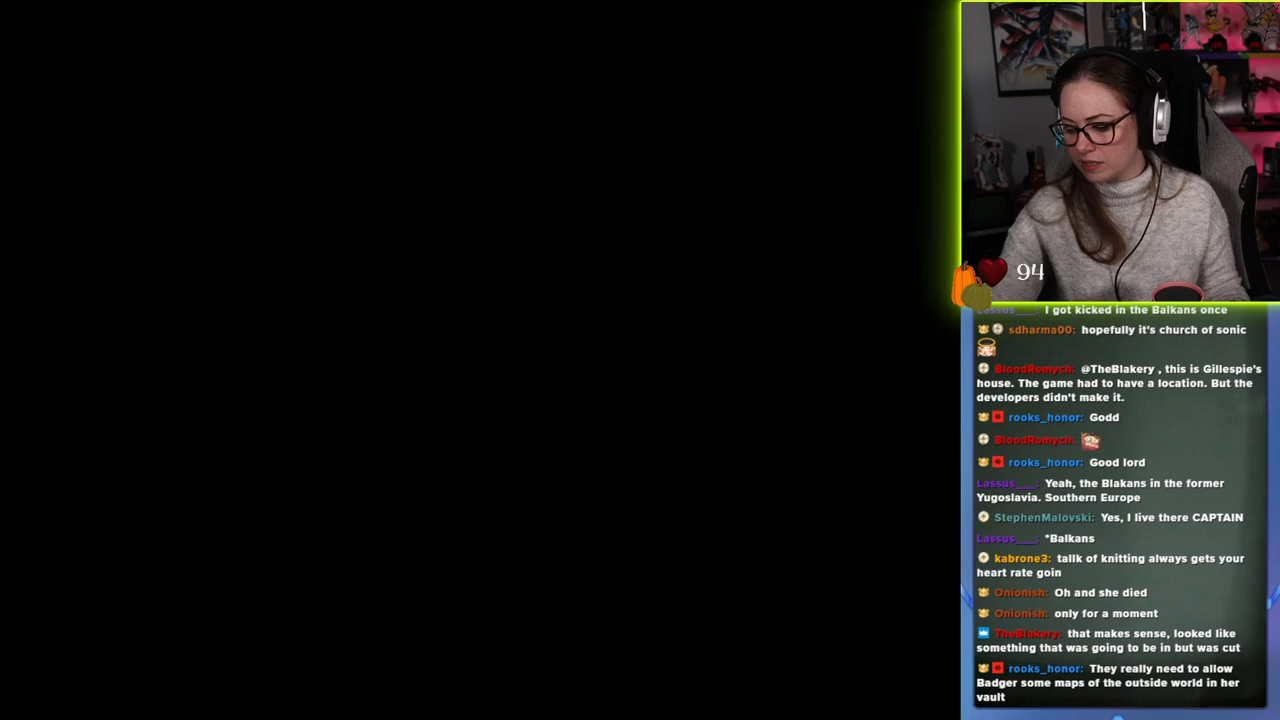 94
Lassus___: I got kicked in the Balkans once
sdharma00: hopefully it's church of sonic
BloodRomych: @TheBlakery , this is Gillespie's
house. The game had to have a location. But the
developers didn't make it.
rooks_honor: Godd
BloodRomych:
rooks_honor: Good lord
Lassus___: Yeah, the Blakans in the former
Yugoslavia. Southern Europe
StephenMalovski: Yes, I live there CAPTAIN
Lassus___: *Balkans
kabrone3: tallk of knitting always gets your
heart rate goin
Onionish: Oh and she died
Onionish: only for a moment
TheBlakery: that makes sense, looked like
something that was going to be in but was cut
rooks_honor: They really need to allow
Badger some maps of the outside world in her
vault